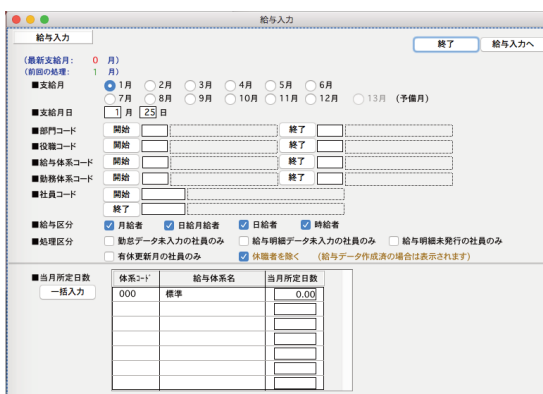 給与入力
給与入力
終了 給与入力へ
(最新支給月: 0 月)
(前回の処理: 1 月)
■支給月 1月 2月 3月 4月 5月 6月
7月 8月 9月 10月 11月 12月 13月 (予備月)
■支給月日 1 月 25 日
■部門コード 開始 終了
■役職コード 開始 終了
■給与体系コード 開始 終了
■勤務体系コード 開始 終了
■社員コード 開始
終了
■給与区分 月給者 日給月給者 日給者 時給者
■処理区分 勤怠データ未入力の社員のみ 給与明細データ未入力の社員のみ 給与明細未発行の社員のみ
有休更新月の社員のみ 休職者を除く (給与データ作成済の場合は表示されます)
■当月所定日数 体系コード 給与体系名 当月所定日数
一括入力 000 標準 0.00